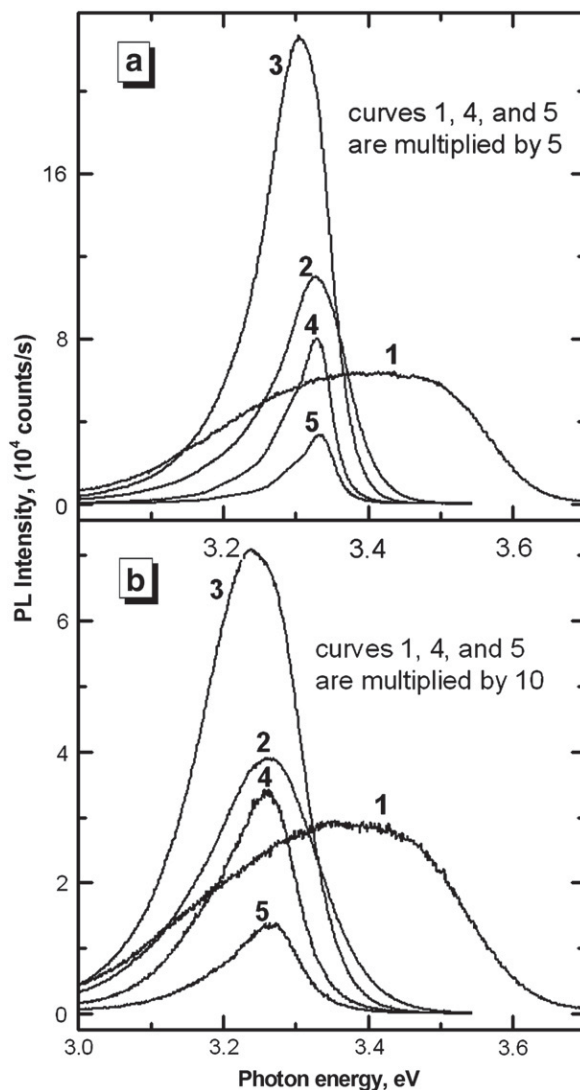 a
3
curves 1, 4, and 5
are multiplied by 5
16
2
4
8
1
5
0
PL Intensity, (10⁴ counts/s)
3.2 3.4 3.6
b
3
6
curves 1, 4, and 5
are multiplied by 10
2
4
4
1
2
5
0
3.0 3.2 3.4 3.6
Photon energy, eV